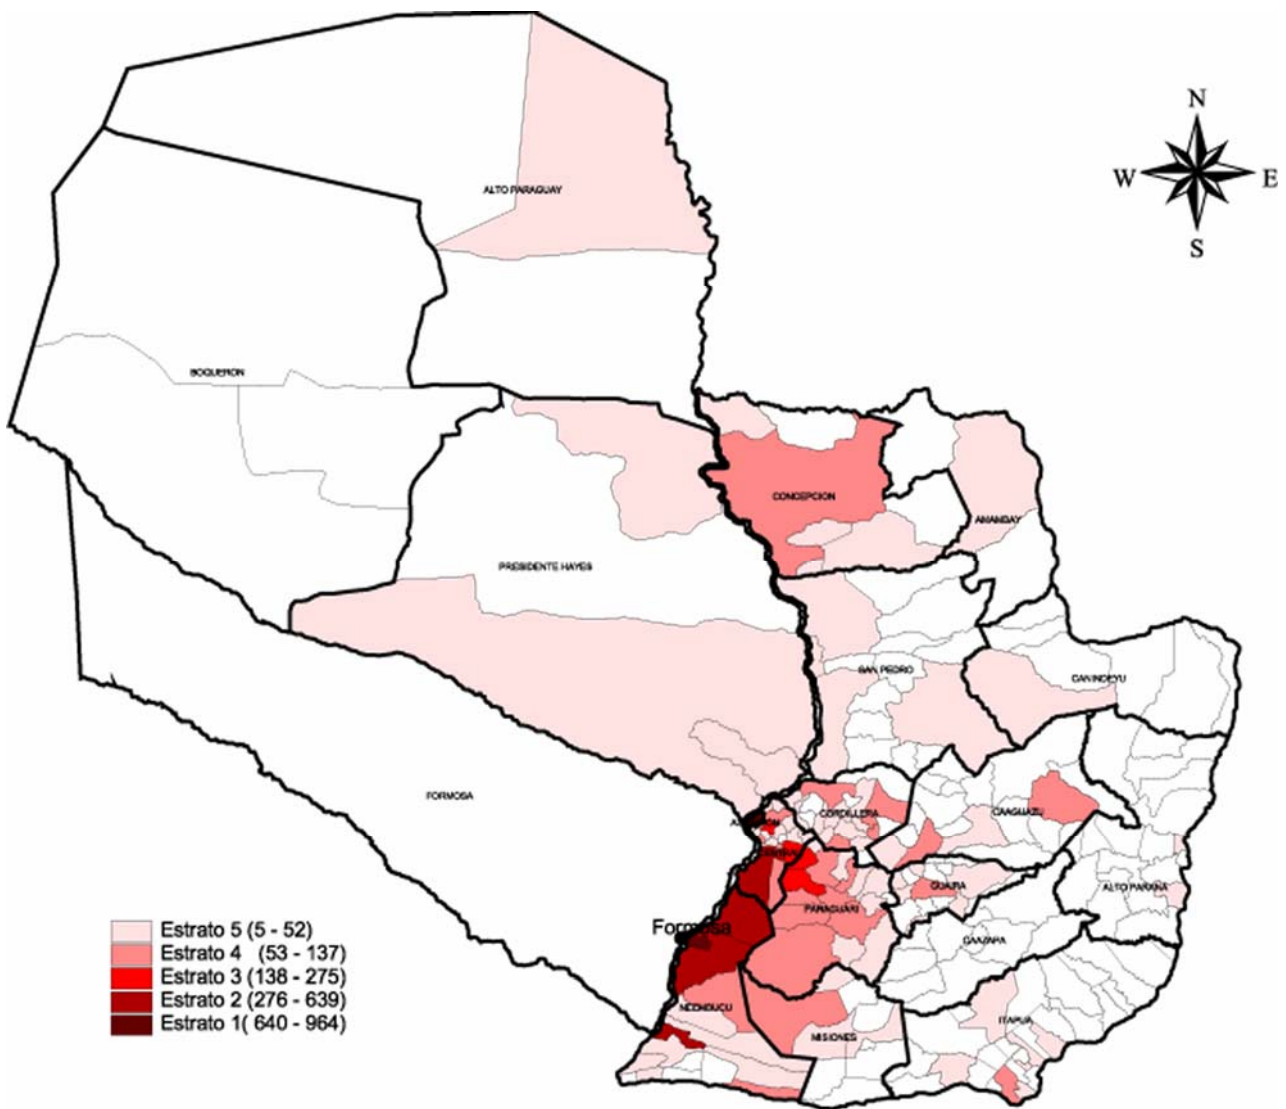 N
W E
S
ALTO PARAGUAY
BOQUERON
CONCEPCION
AMAMBAY
PRESIDENTE HAYES
SAN PEDRO
CANINDEYU
FORMOSA
CORDILLERA
CAAGUAZU
GUAIRA
ALTO PARANA
PARAGUARI
Formosa
CAAZAPA
ÑEEMBUCU
ITAPUA
MISIONES
Estrato 5 (5 - 52)
Estrato 4 (53 - 137)
Estrato 3 (138 - 275)
Estrato 2 (276 - 639)
Estrato 1( 640 - 964)